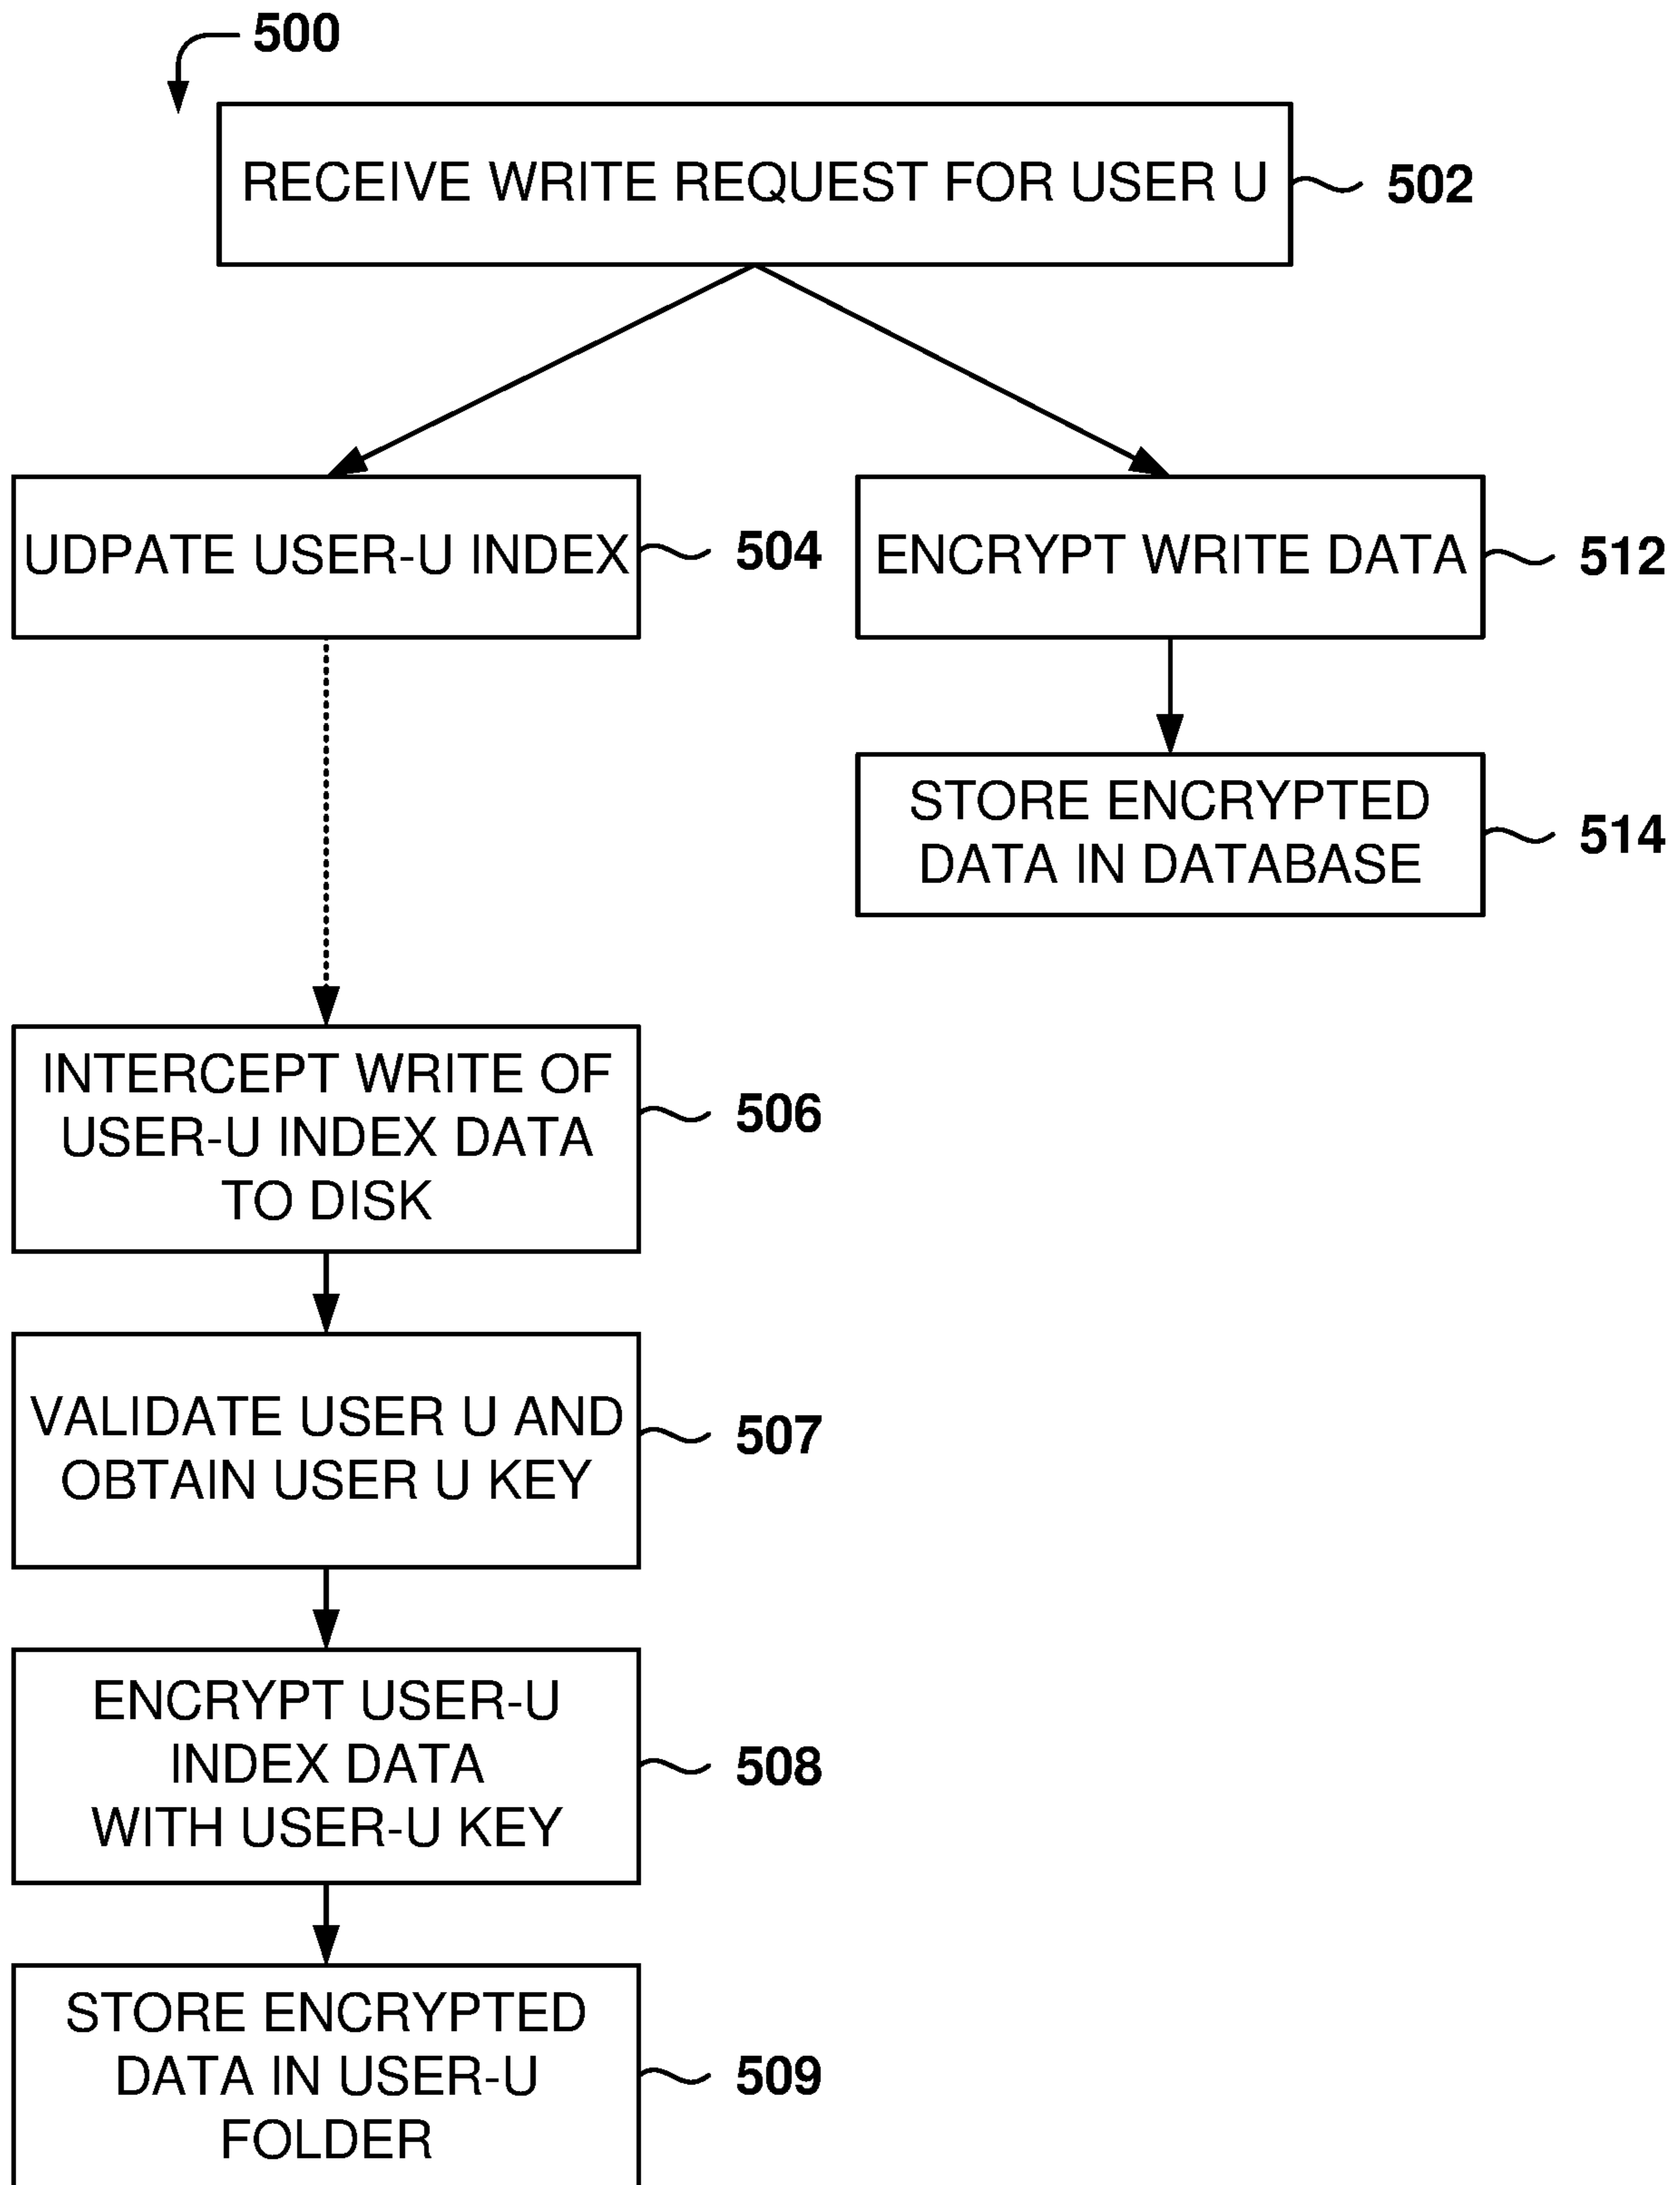 500
RECEIVE WRITE REQUEST FOR USER U
502
UDPATE USER-U INDEX
504
ENCRYPT WRITE DATA
512
STORE ENCRYPTED
DATA IN DATABASE
514
INTERCEPT WRITE OF
USER-U INDEX DATA
TO DISK
506
VALIDATE USER U AND
OBTAIN USER U KEY
507
ENCRYPT USER-U
INDEX DATA
WITH USER-U KEY
508
STORE ENCRYPTED
DATA IN USER-U
FOLDER
509